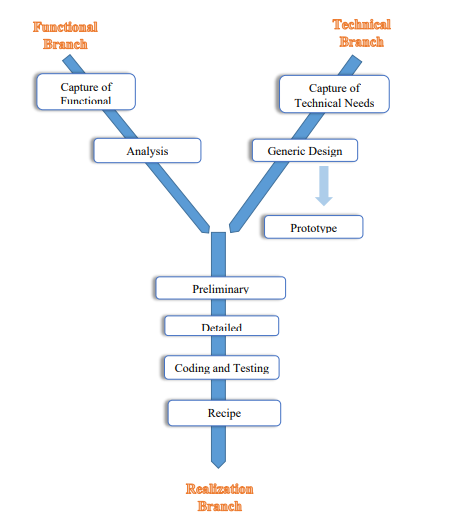 Functional
Branch
Technical
Branch
Capture of
Functional
Capture of
Technical Needs
Analysis
Generic Design
Prototype
Preliminary
Detailed
Coding and Testing
Recipe
Realization
Branch